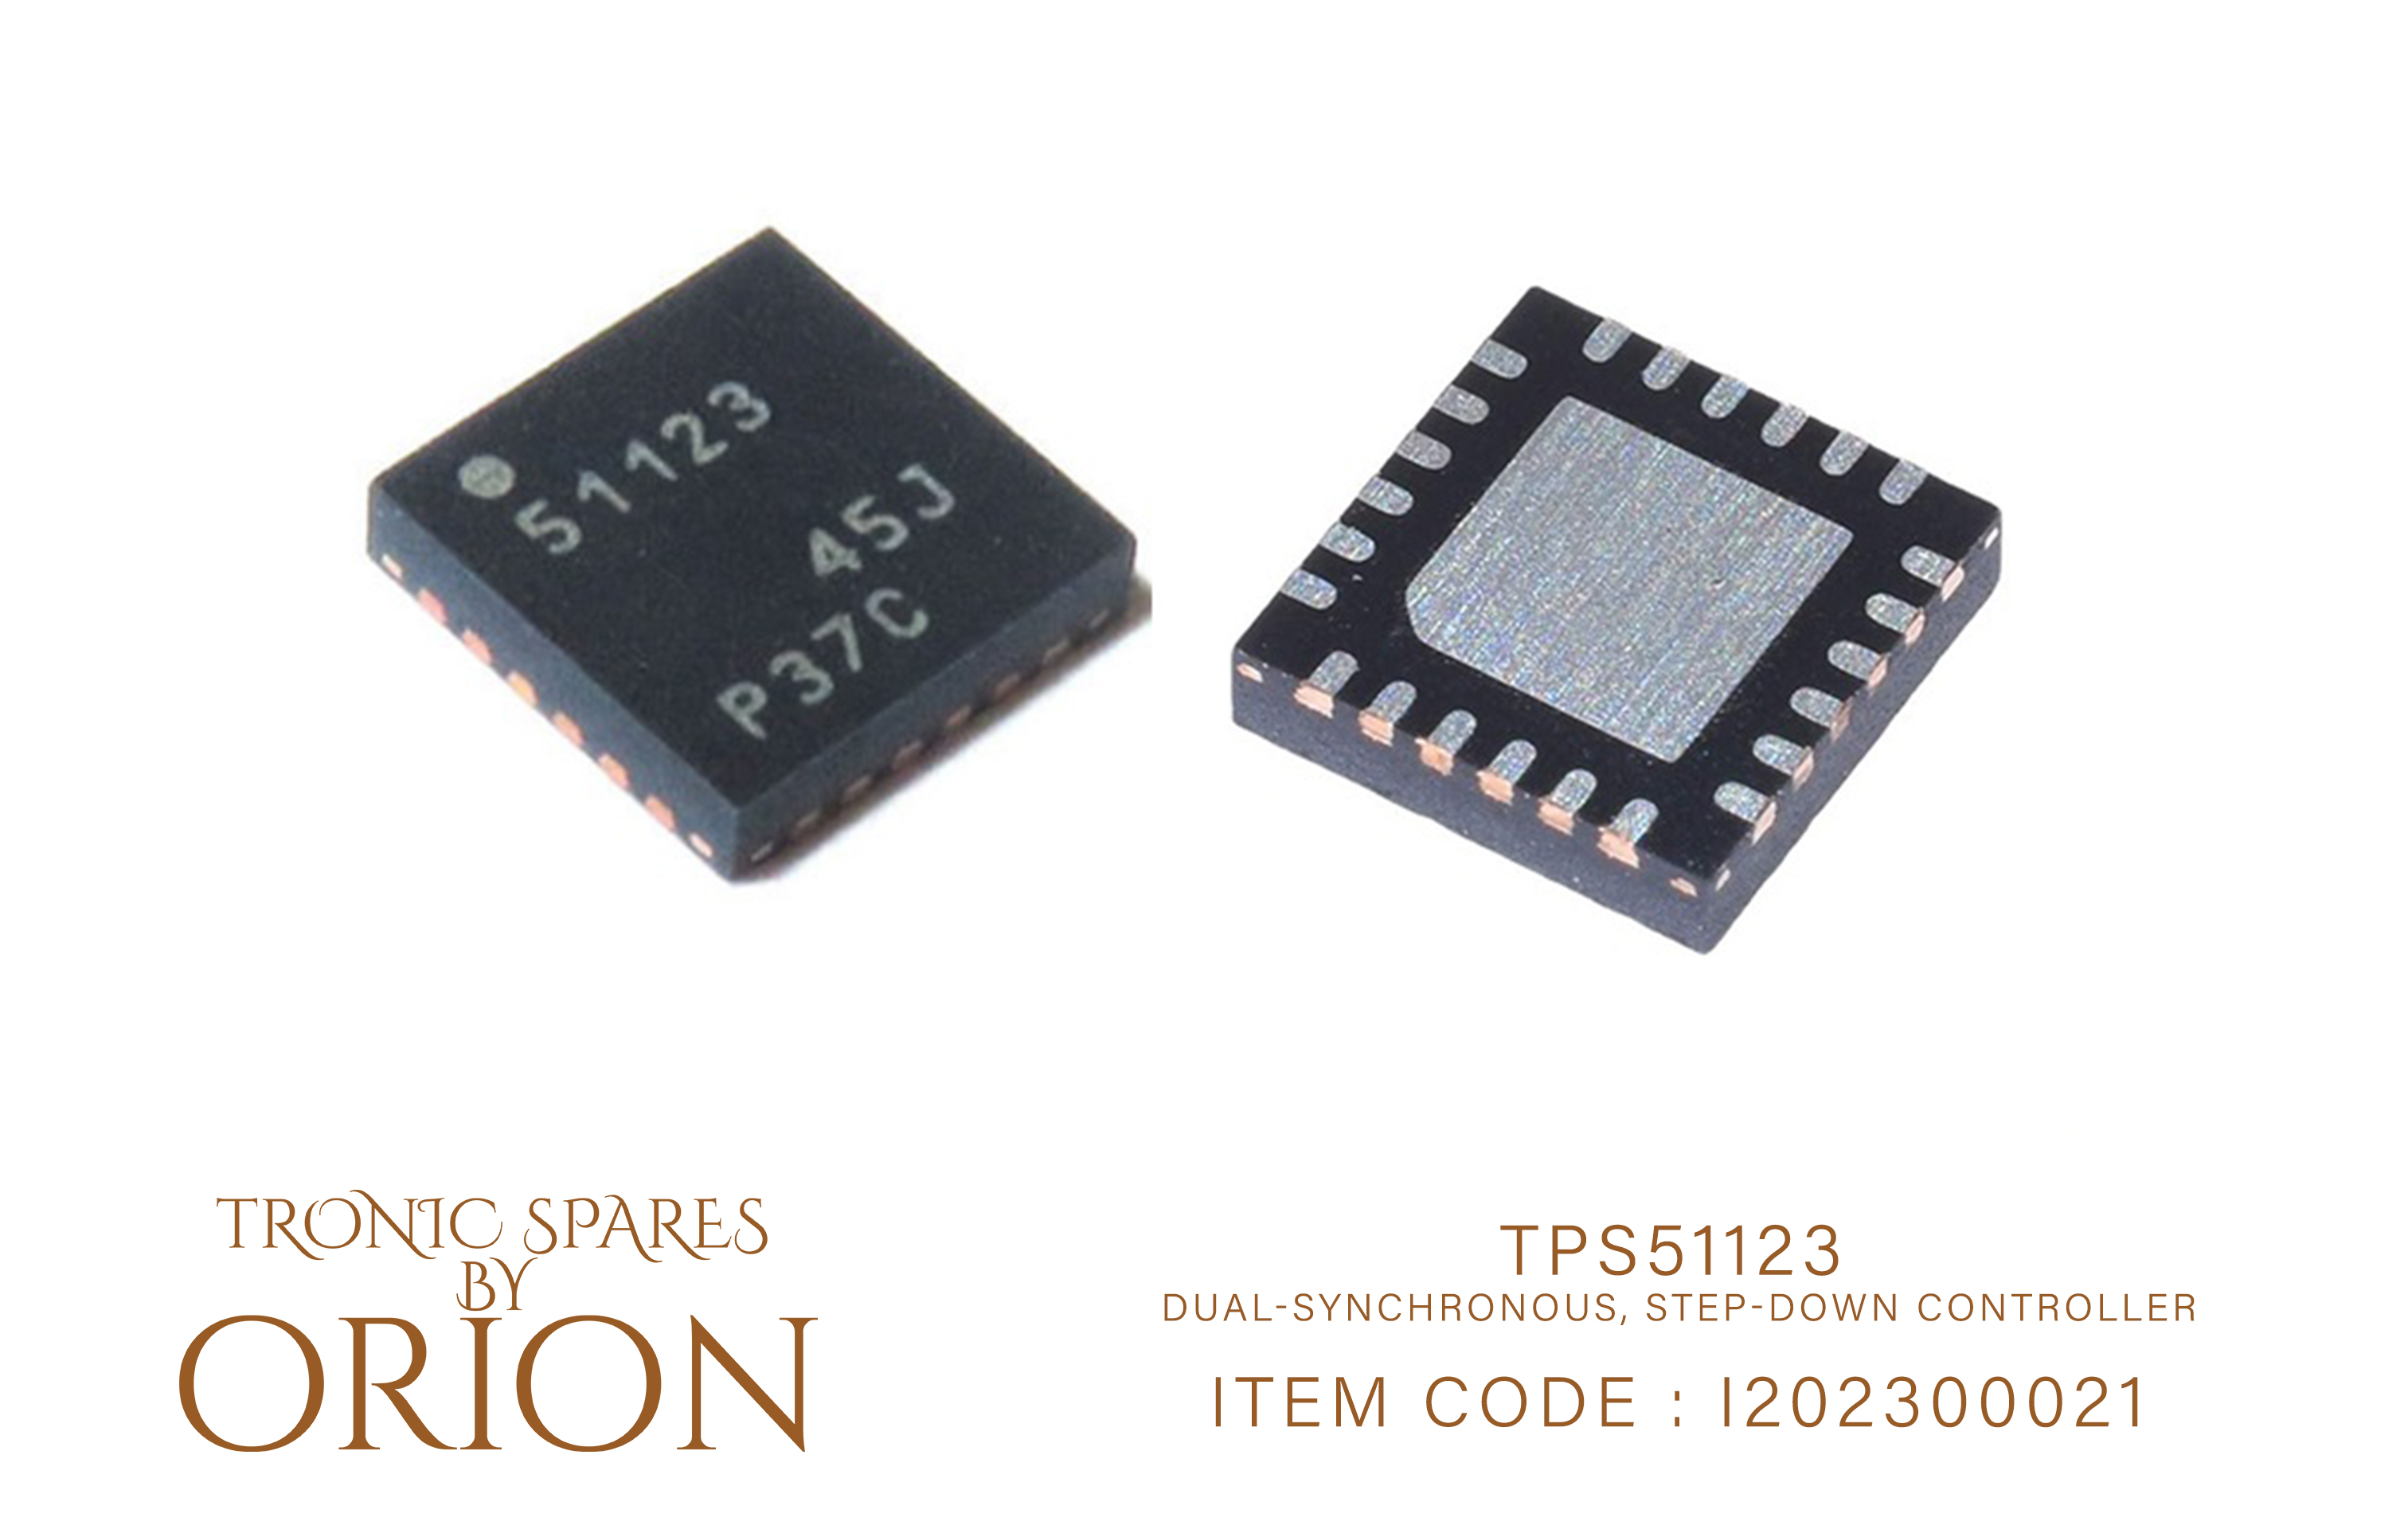 51123
45J
P37C
TRONIC SPARES
BY
ORION
TPS51123
DUAL-SYNCHRONOUS, STEP-DOWN CONTROLLER
ITEM CODE : I202300021